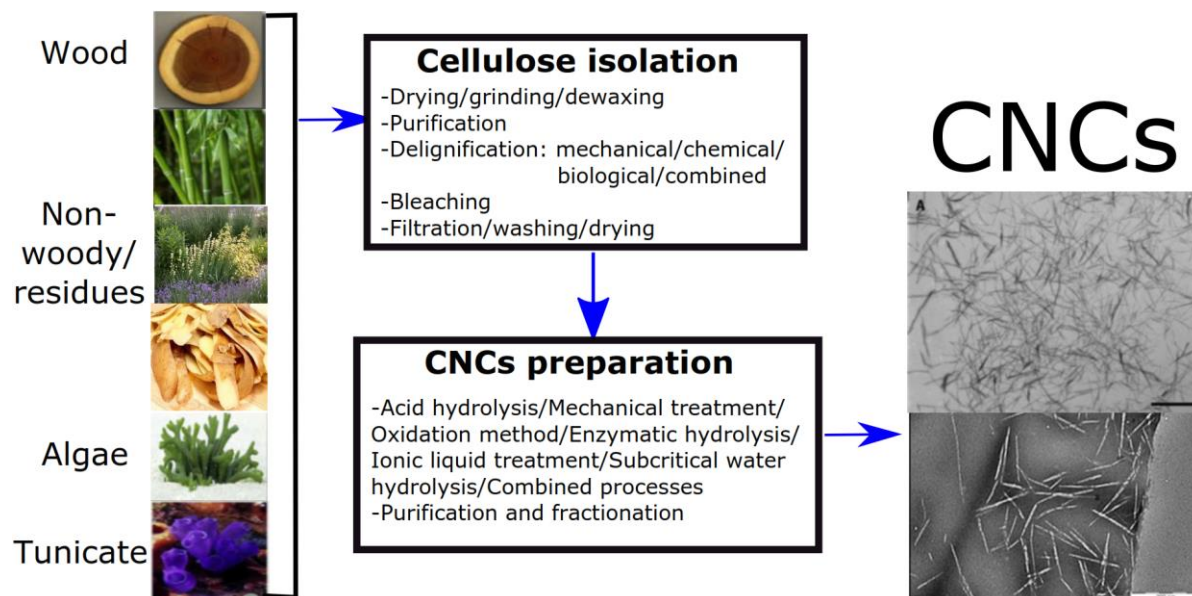 Wood
Non-
woody/
residues
Algae
Tunicate
Cellulose isolation
-Drying/grinding/dewaxing
-Purification
-Delignification: mechanical/chemical/
biological/combined
-Bleaching
-Filtration/washing/drying
CNCs preparation
-Acid hydrolysis/Mechanical treatment/
Oxidation method/Enzymatic hydrolysis/
Ionic liquid treatment/Subcritical water
hydrolysis/Combined processes
-Purification and fractionation
CNCs
A